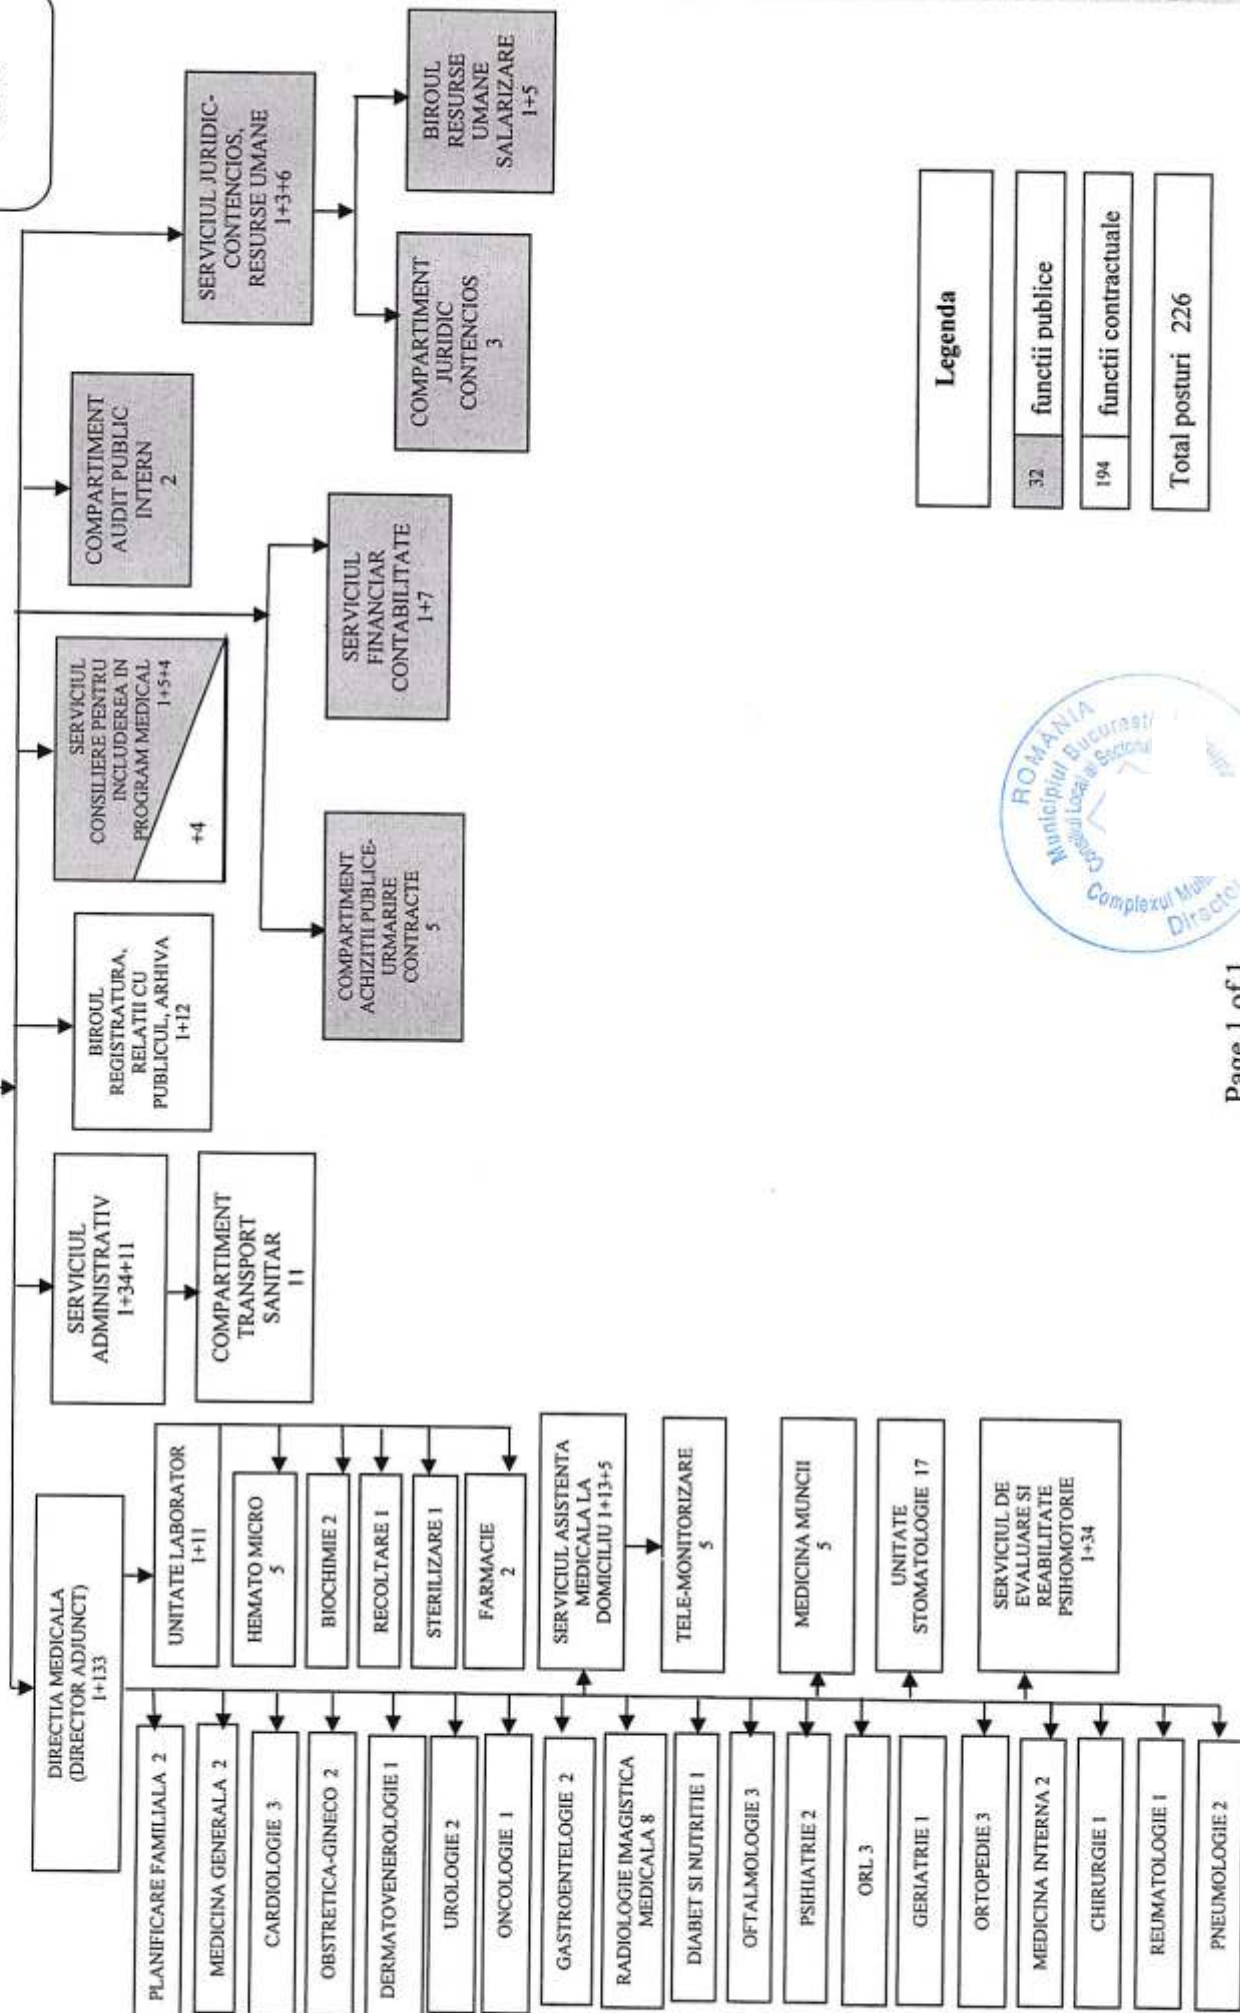 DIRECTIA MEDICALA
(DIRECTOR ADJUNCT)
1+133
SERVICIUL
ADMINISTRATIV
1+34+11
COMPARTIMENT
TRANSPORT
SANITAR
11
BIROUL
REGISTRATURA,
RELATII CU
PUBLICUL, ARHIVA
1+12
SERVICIUL
CONSILIERE PENTRU
INCLUDEREA IN
PROGRAM MEDICAL
1+5+4
+4
COMPARTIMENT
AUDIT PUBLIC
INTERN
2
SERVICIUL JURIDIC-
CONTENCIOS,
RESURSE UMANE
1+3+6
COMPARTIMENT
ACHIZITII PUBLICE-
URMARIRE
CONTRACTE
5
SERVICIUL
FINANCIAR
CONTABILITATE
1+7
COMPARTIMENT
JURIDIC
CONTENCIOS
3
BIROUL
RESURSE
UMANE
SALARIZARE
1+5
PLANIFICARE FAMILIALA 2
MEDICINA GENERALA 2
CARDIOLOGIE 3
OBSTRETICA-GINECO 2
DERMATOVENEROLOGIE 1
UROLOGIE 2
ONCOLOGIE 1
GASTROENTELOGIE 2
RADIOLOGIE IMAGISTICA
MEDICALA 8
DIABET SI NUTRITIE 1
OFTALMOLOGIE 3
PSIHIATRIE 2
ORL 3
GERIATRIE 1
ORTOPEDIE 3
MEDICINA INTERNA 2
CHIRURGIE 1
REUMATOLOGIE 1
PNEUMOLOGIE 2
UNITATE LABORATOR
1+11
HEMATO MICRO
5
BIOCHIMIE 2
RECOLTARE 1
STERILIZARE 1
FARMACIE
2
SERVICIUL ASISTENTA
MEDICALA LA
DOMICILIU 1+13+5
TELE-MONITORIZARE
5
MEDICINA MUNCII
5
UNITATE
STOMATOLOGIE 17
SERVICIUL DE
EVALUARE SI
REABILITATE
PSIHOMOTORIE
1+34
Legenda
32 functii publice
194 functii contractuale
Total posturi 226
ROMANIA
Municipiul Bucuresti
Consiliul Local al
Complexul
Page 1 of 1